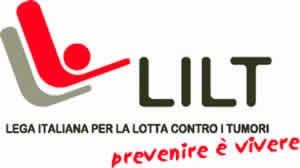 LILT
LEGA ITALIANA PER LA LOTTA CONTRO I TUMORI
prevenire è vivere